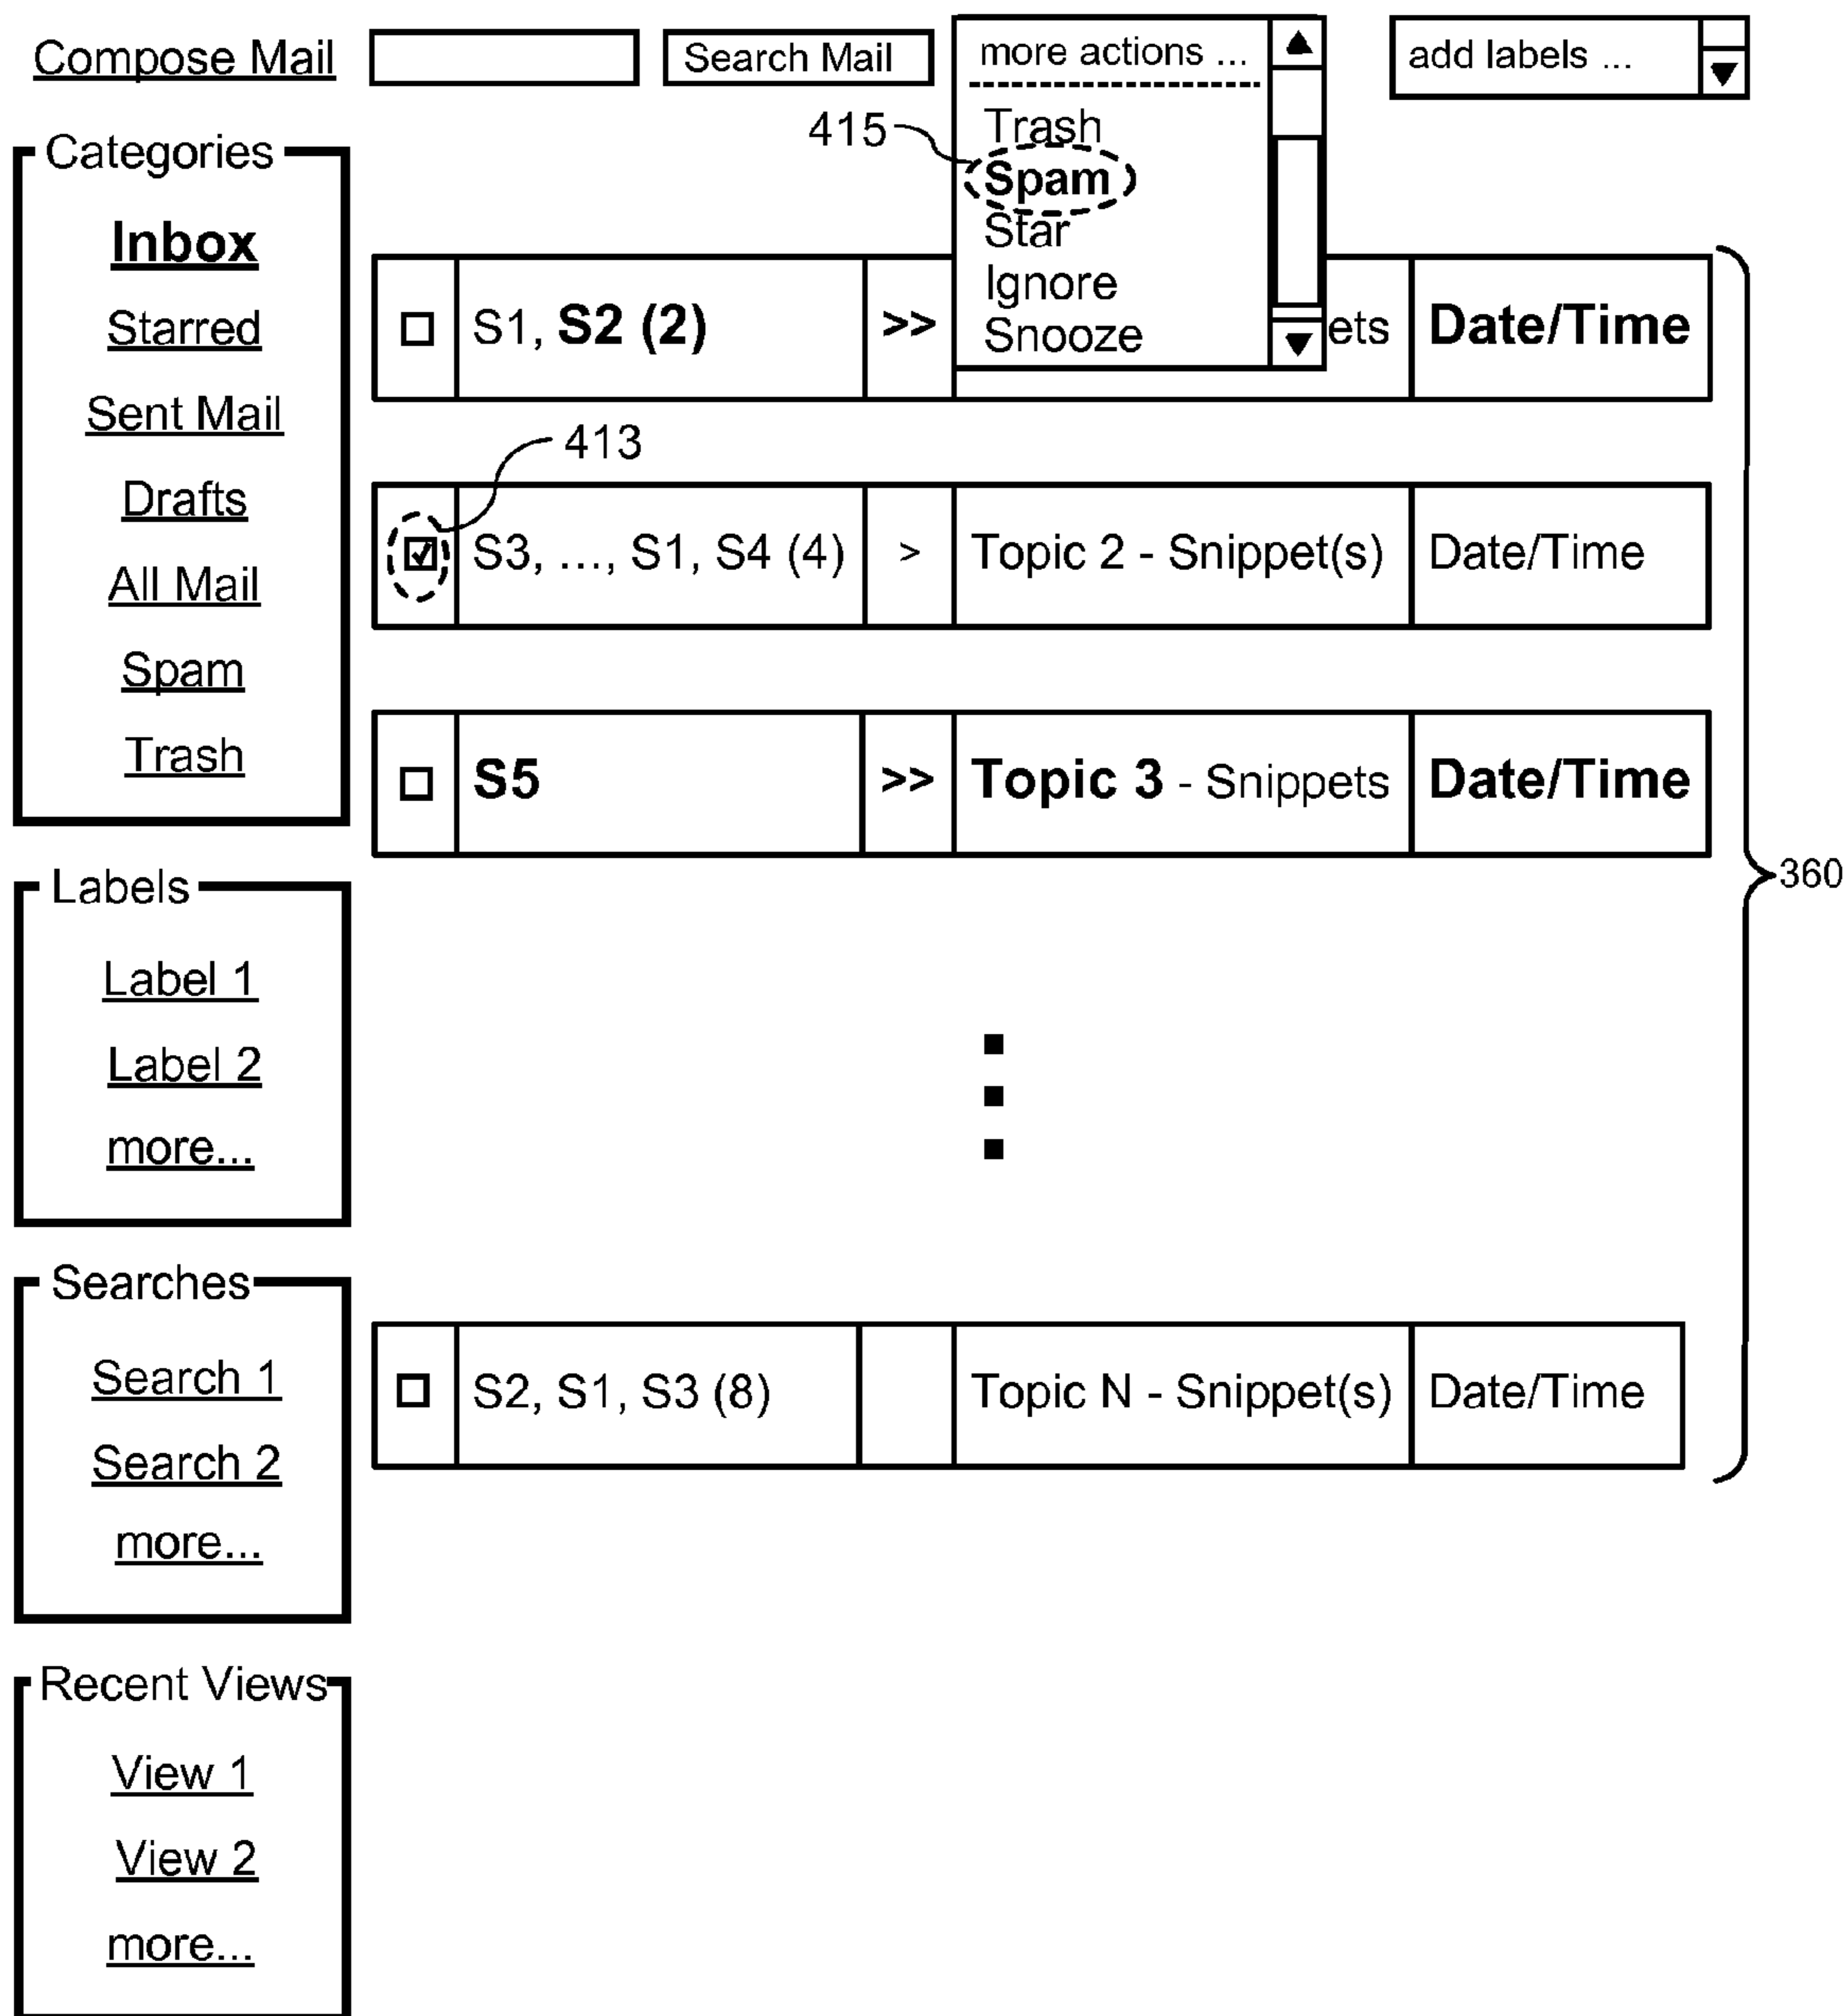 Compose Mail
Search Mail
more actions ...
add labels ...
Trash
Spam
Star
Ignore
Snooze
415
Categories
Inbox
Starred
Sent Mail
Drafts
All Mail
Spam
Trash
S1, S2 (2) >> ets Date/Time
413
S3, ..., S1, S4 (4) > Topic 2 - Snippet(s) Date/Time
S5 >> Topic 3 - Snippets Date/Time
360
Labels
Label 1
Label 2
more...
Searches
Search 1
Search 2
more...
S2, S1, S3 (8) Topic N - Snippet(s) Date/Time
Recent Views
View 1
View 2
more...